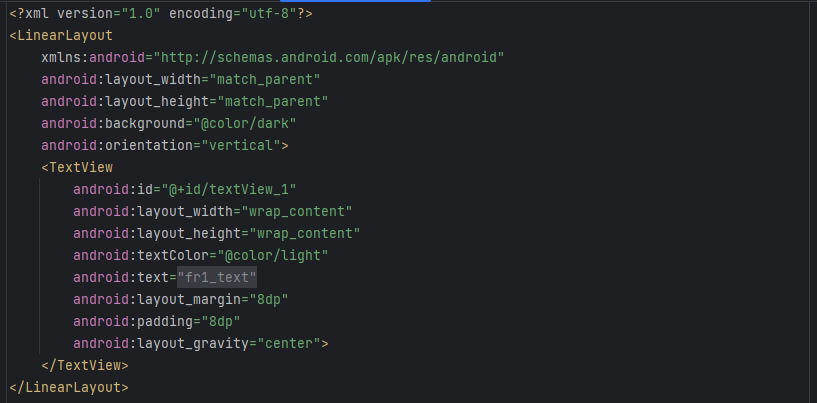 <?xml version="1.0" encoding="utf-8"?>
<LinearLayout
    xmlns:android="http://schemas.android.com/apk/res/android"
    android:layout_width="match_parent"
    android:layout_height="match_parent"
    android:background="@color/dark"
    android:orientation="vertical">
    <TextView
        android:id="@+id/textView_1"
        android:layout_width="wrap_content"
        android:layout_height="wrap_content"
        android:textColor="@color/light"
        android:text="fr1_text"
        android:layout_margin="8dp"
        android:padding="8dp"
        android:layout_gravity="center">
    </TextView>
</LinearLayout>